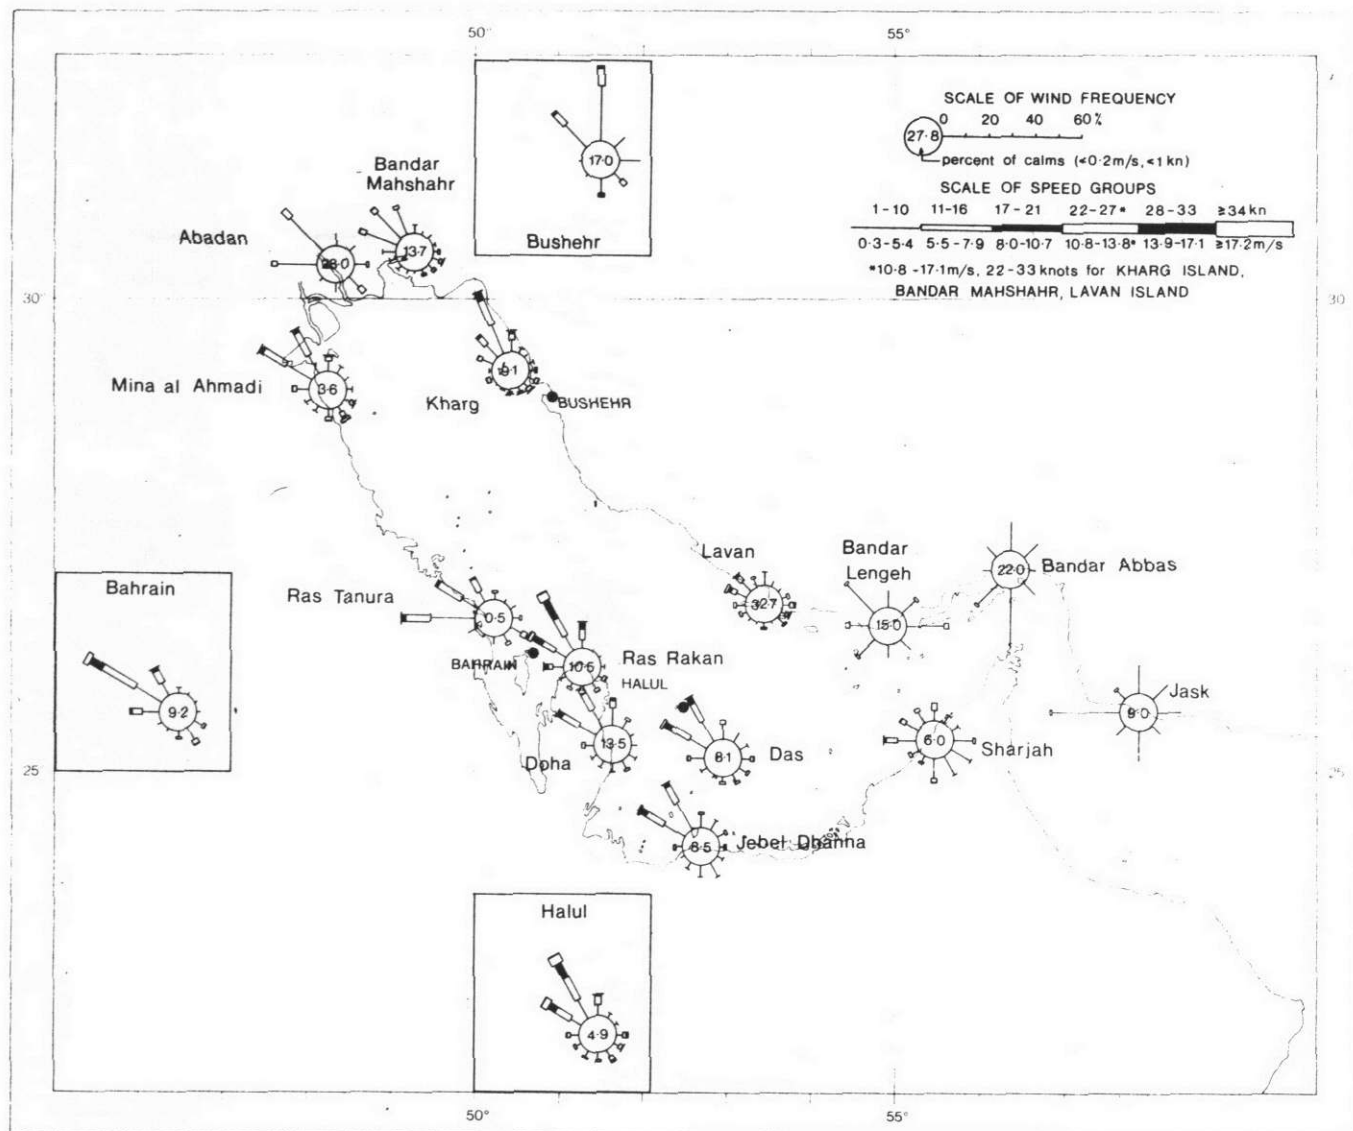 50°
55°
SCALE OF WIND FREQUENCY
0 20 40 60%
27·8
percent of calms (<0·2m/s,<1kn)
SCALE OF SPEED GROUPS
1-10 11-16 17-21 22-27* 28-33 ≥34kn
0·3-5·4 5·5-7·9 8·0-10·7 10·8-13·8* 13·9-17·1 ≥17·2m/s
*10·8-17·1m/s, 22-33knots for KHARG ISLAND,
BANDAR MAHSHAHR, LAVAN ISLAND
17·0
Bushehr
Bandar
Mahshahr
13·7
Abadan
28·0
30
30
Mina al Ahmadi
3·6
Kharg
19·1
BUSHEHR
Bahrain
9·2
Ras Tanura
0·5
BAHRAIN
Ras Rakan
10·5
HALUL
Doha
13·5
Das
8·1
Jebel Dhanna
8·5
Lavan
32·7
Bandar
Lengeh
15·0
22·0
Bandar Abbas
Jask
9·0
6·0
Sharjah
25°
25
Halul
4·9
50°
55°